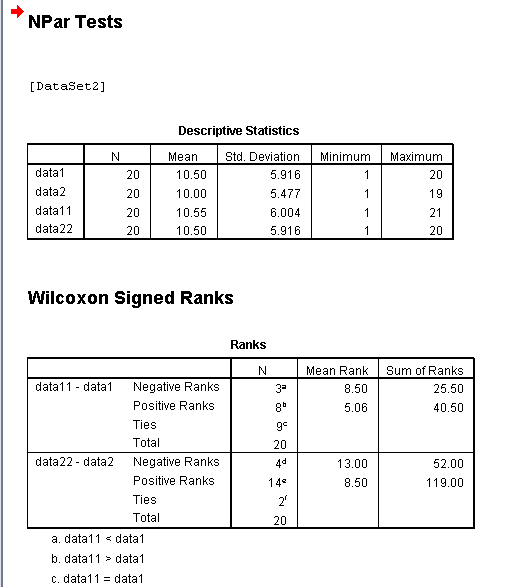 NPar Tests
[DataSet2]
Descriptive Statistics
N Mean Std. Deviation Minimum Maximum
data1 20 10.50 5.916 1 20
data2 20 10.00 5.477 1 19
data11 20 10.55 6.004 1 21
data22 20 10.50 5.916 1 20
Wilcoxon Signed Ranks
Ranks
N Mean Rank Sum of Ranks
data11 - data1 Negative Ranks 3a 8.50 25.50
Positive Ranks 8b 5.06 40.50
Ties 9c
Total 20
data22 - data2 Negative Ranks 4d 13.00 52.00
Positive Ranks 14e 8.50 119.00
Ties 2f
Total 20
a. data11 < data1
b. data11 > data1
c. data11 = data1